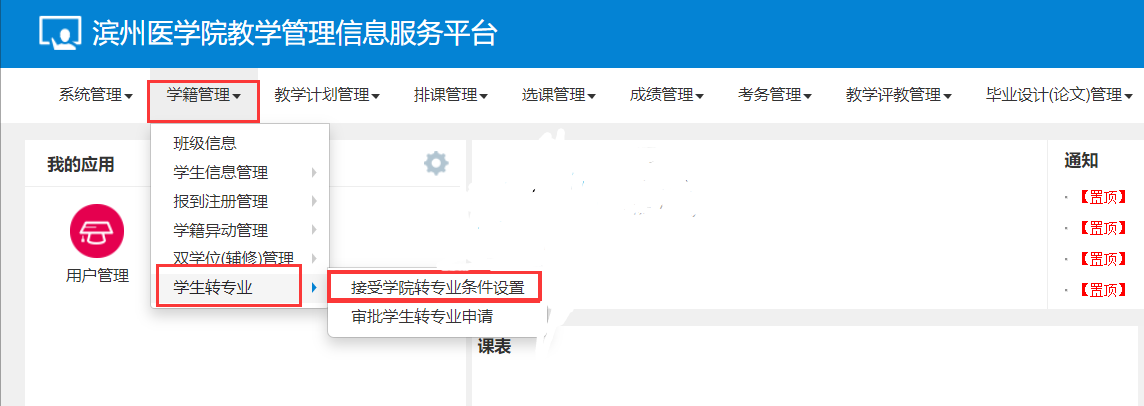 滨州医学院教学管理信息服务平台
系统管理 学籍管理 教学计划管理 排课管理 选课管理 成绩管理 考务管理 教学评教管理 毕业设计(论文)管理
班级信息
学生信息管理
报到注册管理
学籍异动管理
双学位(辅修)管理
学生转专业
接受学院转专业条件设置
审批学生转专业申请
我的应用
用户管理
课表
通知
【置顶】
【置顶】
【置顶】
【置顶】